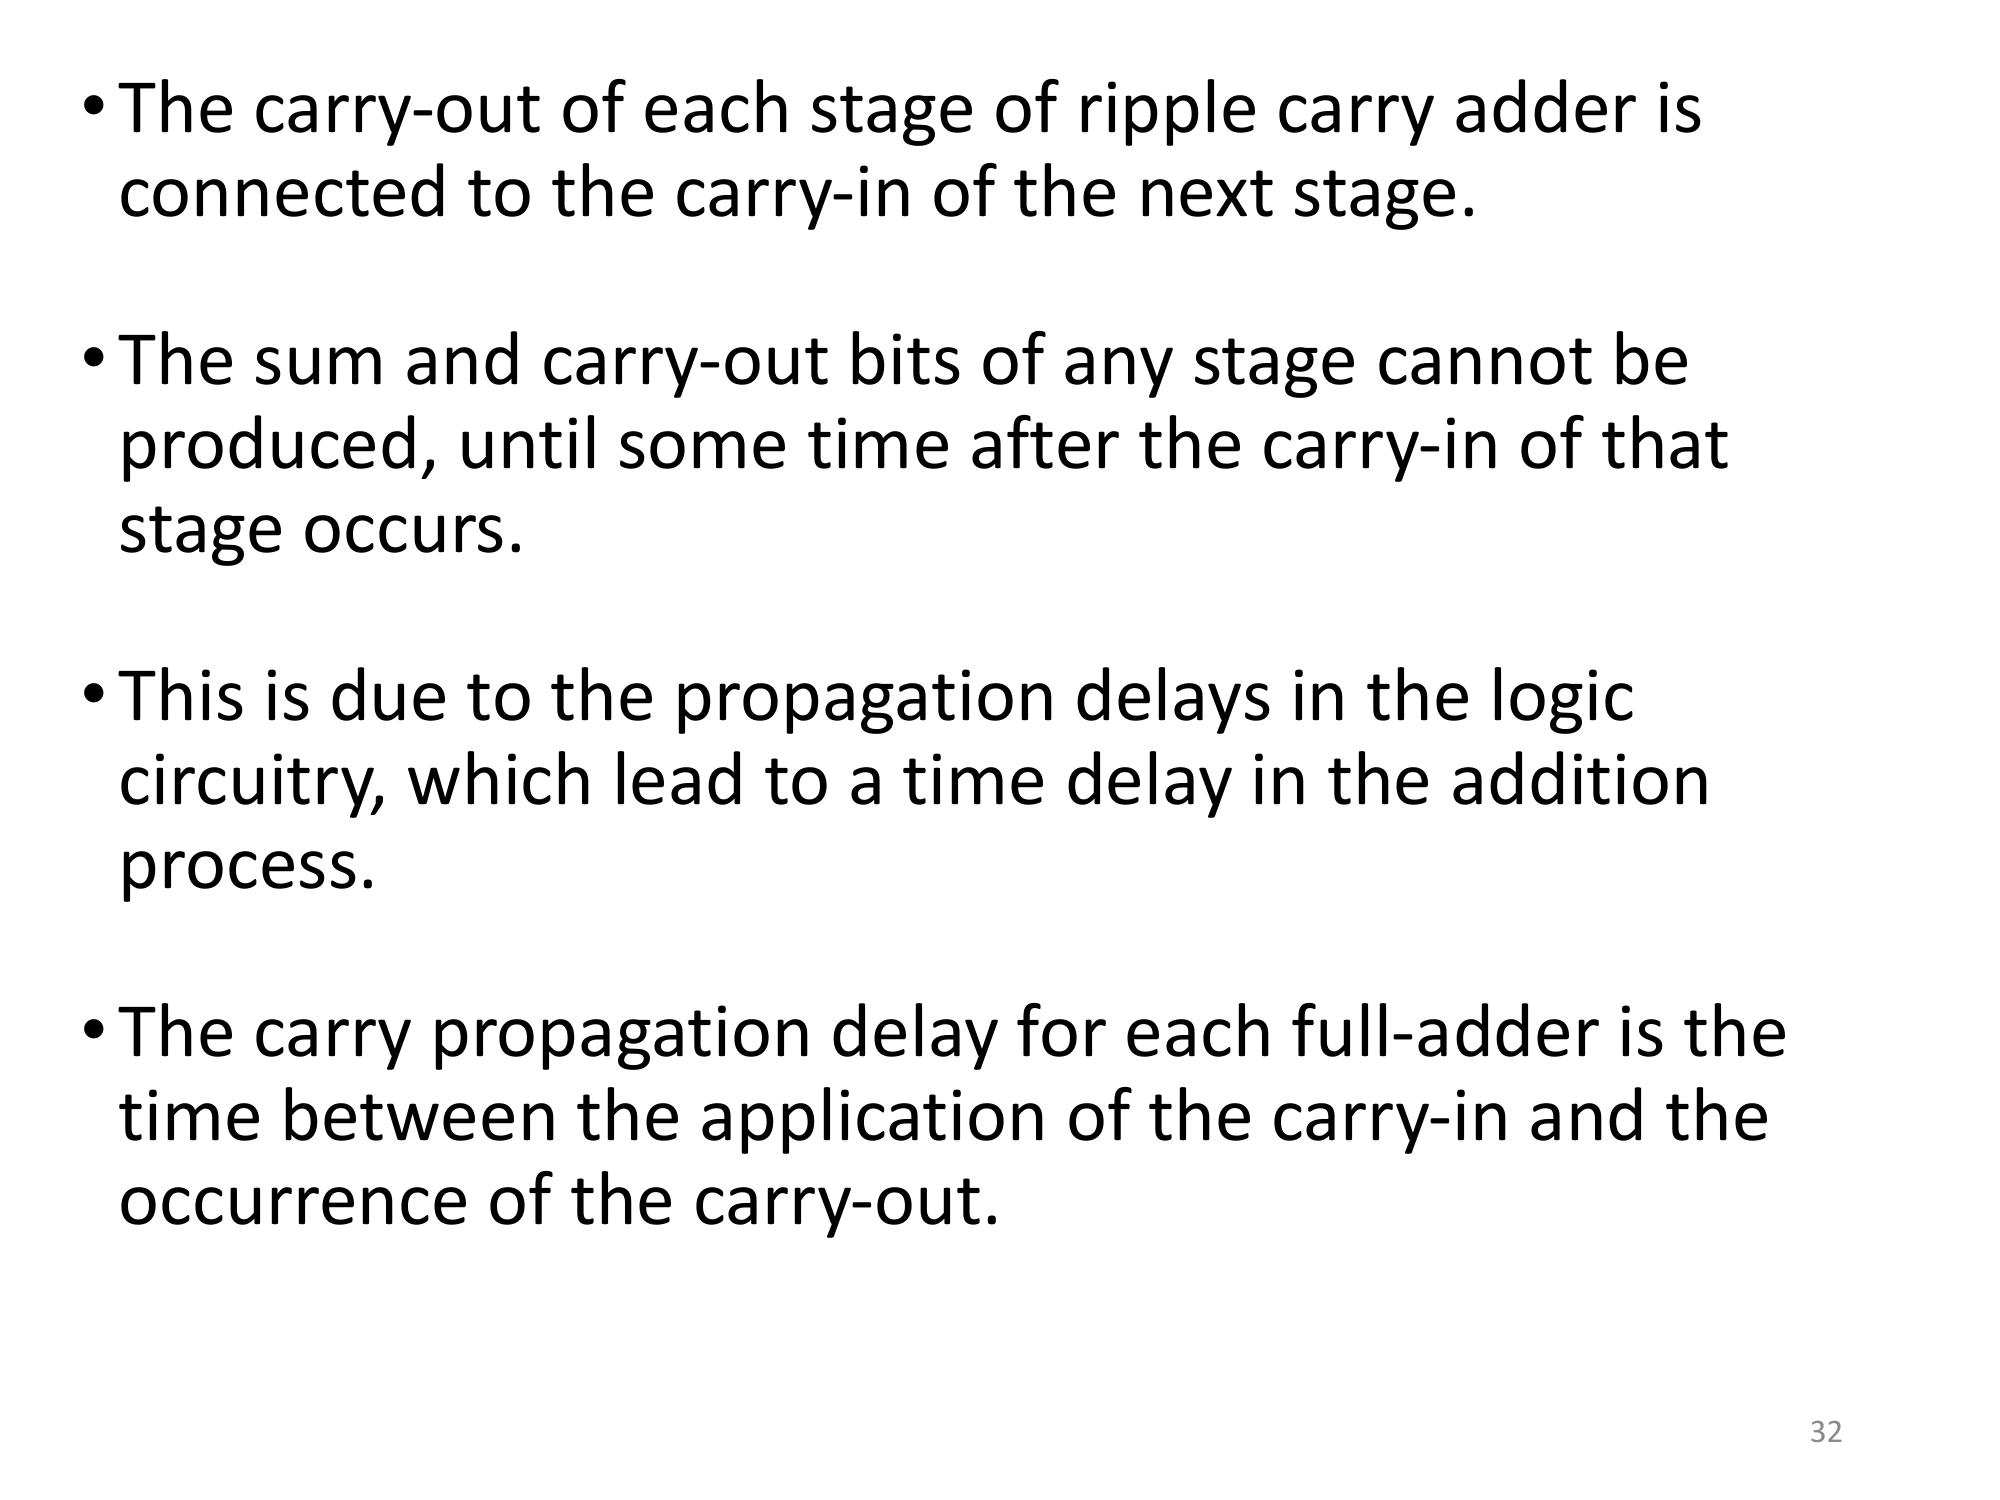 • The carry-out of each stage of ripple carry adder is
connected to the carry-in of the next stage.
• The sum and carry-out bits of any stage cannot be
produced, until some time after the carry-in of that
stage occurs.
• This is due to the propagation delays in the logic
circuitry, which lead to a time delay in the addition
process.
• The carry propagation delay for each full-adder is the
time between the application of the carry-in and the
occurrence of the carry-out.
32